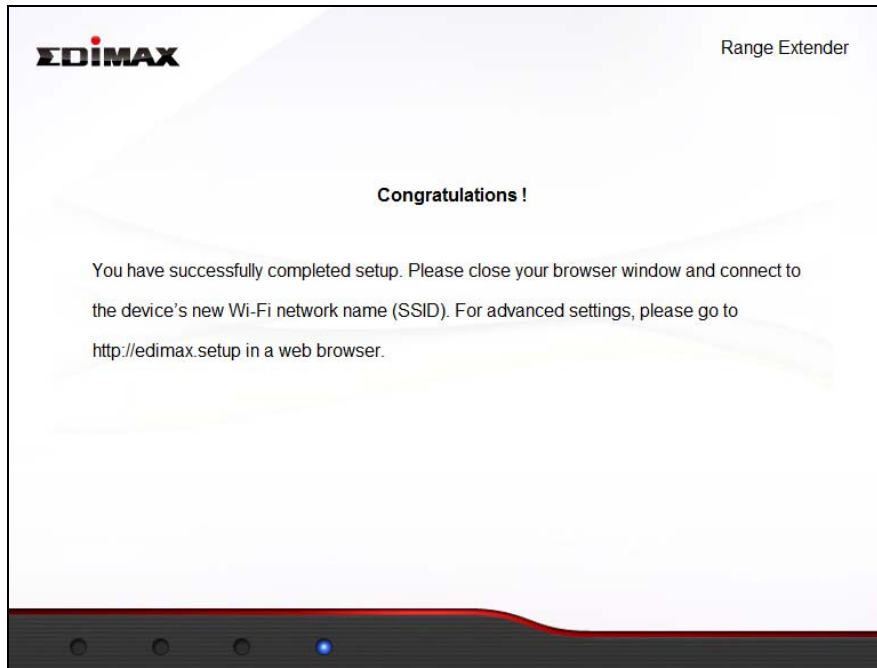 EDIMAX
Range Extender
Congratulations !
You have successfully completed setup. Please close your browser window and connect to
the device’s new Wi-Fi network name (SSID). For advanced settings, please go to
http://edimax.setup in a web browser.